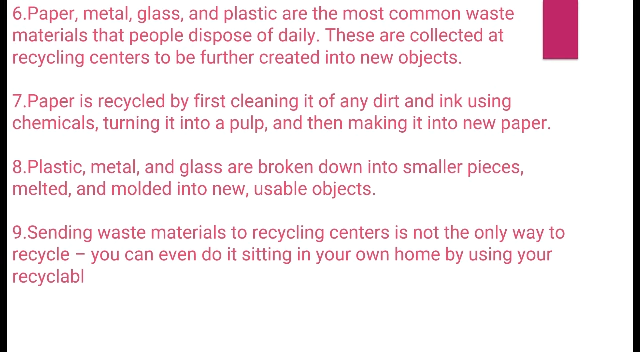 6.Paper, metal, glass, and plastic are the most common waste
materials that people dispose of daily. These are collected at
recycling centers to be further created into new objects.
7.Paper is recycled by first cleaning it of any dirt and ink using
chemicals, turning it into a pulp, and then making it into new paper.
8.Plastic, metal, and glass are broken down into smaller pieces,
melted, and molded into new, usable objects.
9.Sending waste materials to recycling centers is not the only way to
recycle – you can even do it sitting in your own home by using your
recyclabl